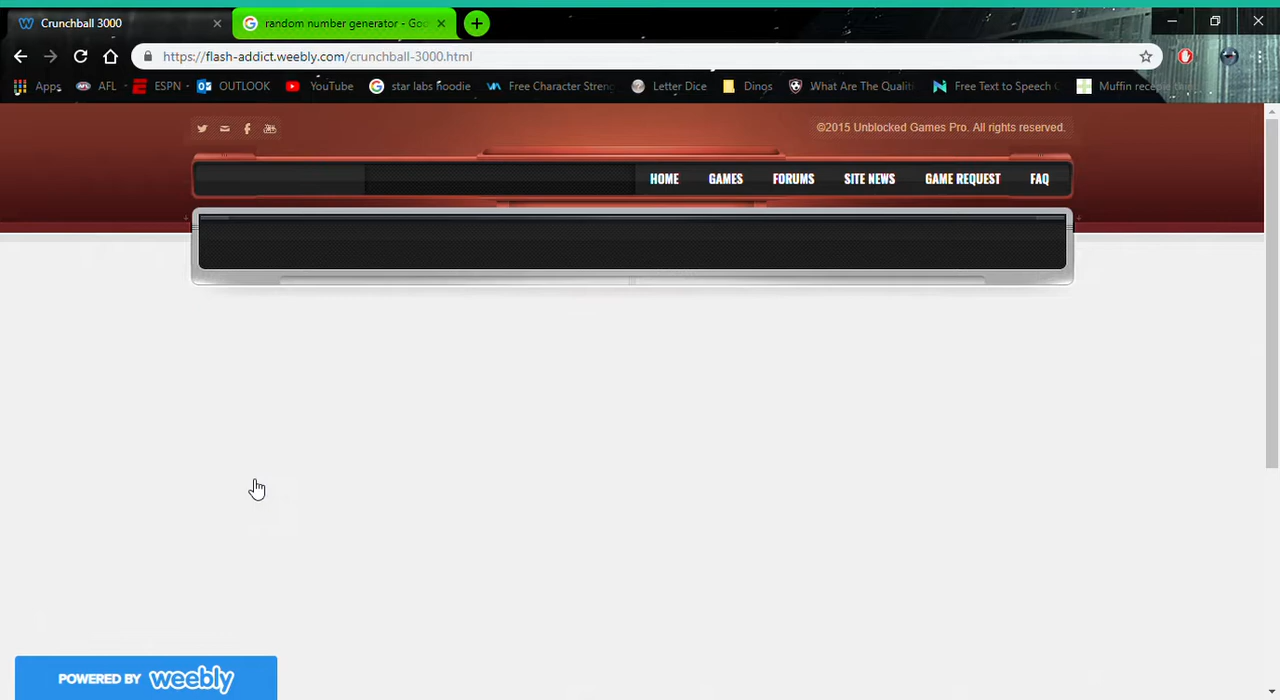 Crunchball 3000
random number generator - Goo
https://flash-addict.weebly.com/crunchball-3000.html
Apps AFL ESPN OUTLOOK YouTube star labs hoodie Free Character Streng Letter Dice Dinos What Are The Qualiti Free Text to Speech Muffin recepie
©2015 Unblocked Games Pro. All rights reserved.
HOME GAMES FORUMS SITE NEWS GAME REQUEST FAQ
POWERED BY weebly